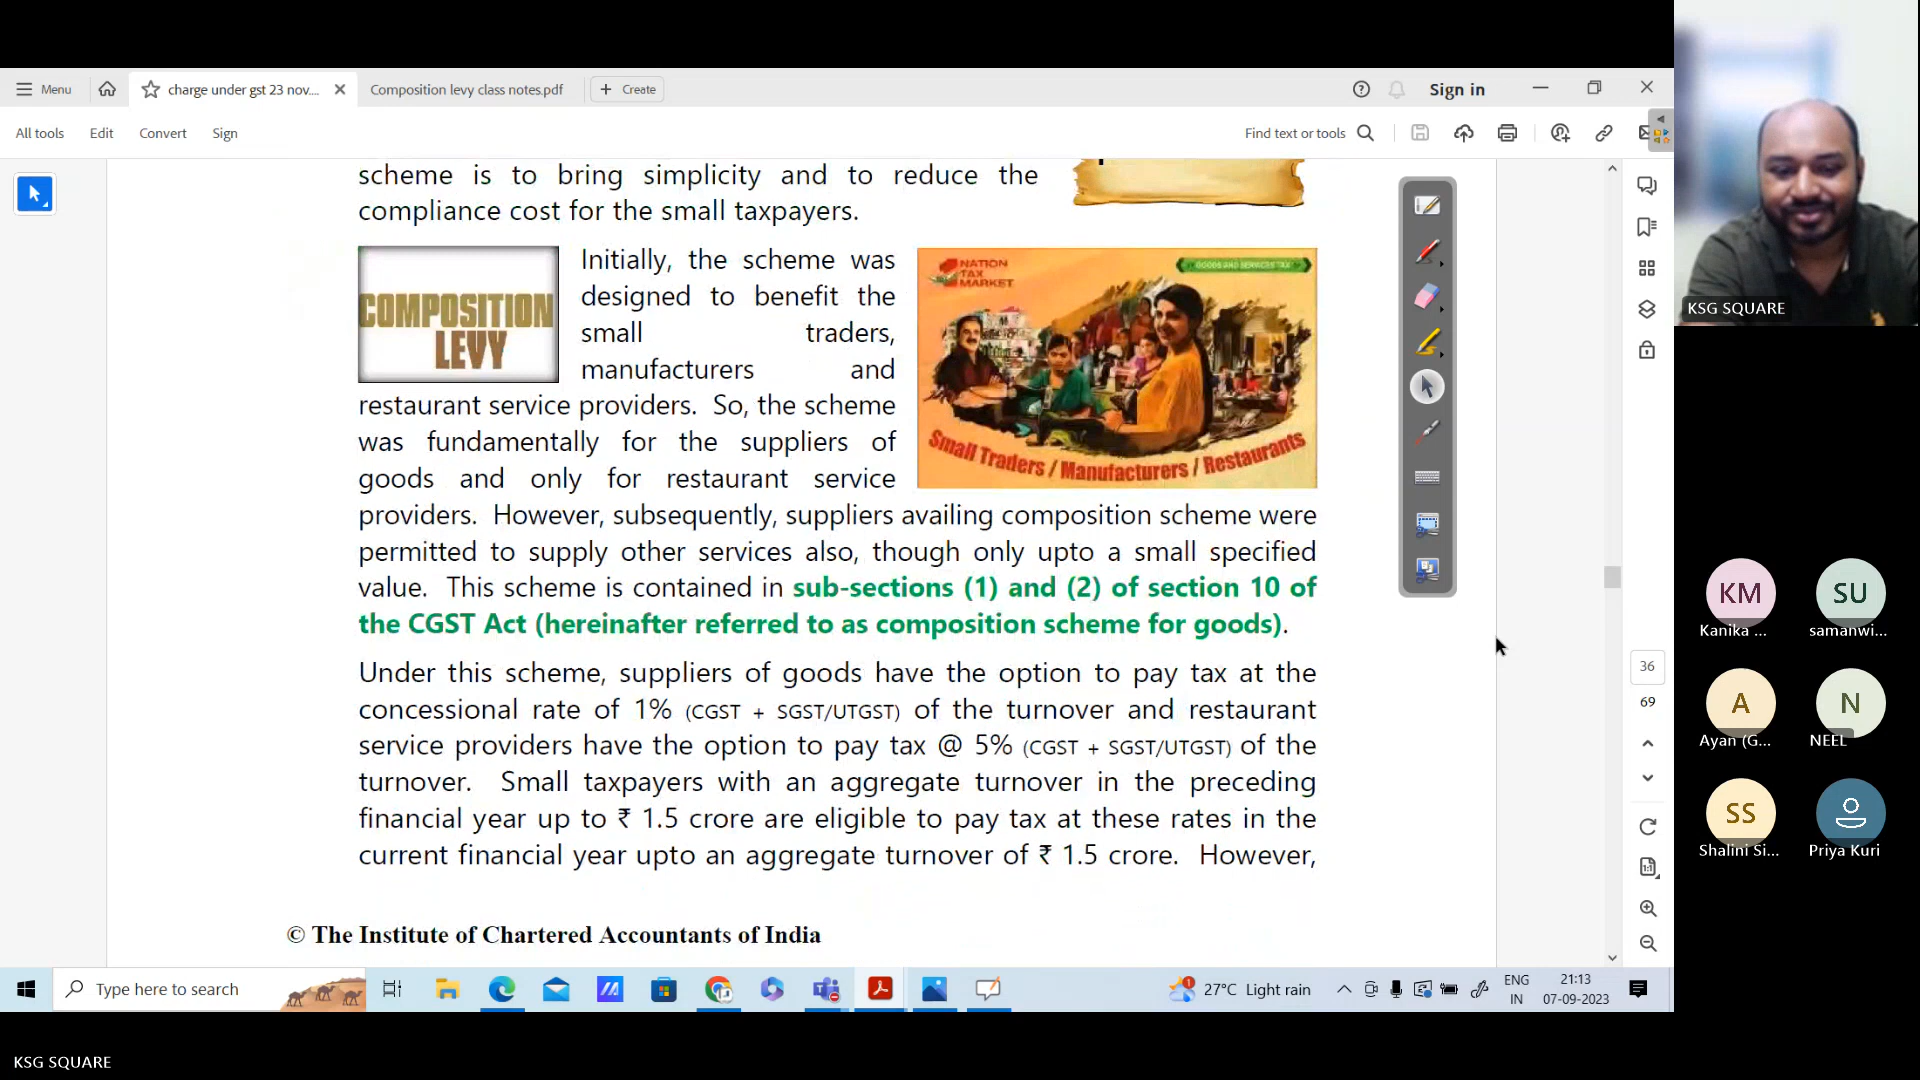 Menu
charge under gst 23 nov....
Composition levy class notes.pdf
Create
Sign in
All tools
Edit
Convert
Sign
Find text or tools
scheme is to bring simplicity and to reduce the
compliance cost for the small taxpayers.
COMPOSITION
LEVY
Initially, the scheme was
designed to benefit the
small traders,
manufacturers and
restaurant service providers. So, the scheme
was fundamentally for the suppliers of
goods and only for restaurant service
NATION
TAX
MARKET
GOODS AND SERVICES TAX
Small Traders / Manufacturers / Restaurants
providers. However, subsequently, suppliers availing composition scheme were
permitted to supply other services also, though only upto a small specified
value. This scheme is contained in sub-sections (1) and (2) of section 10 of
the CGST Act (hereinafter referred to as composition scheme for goods).
Under this scheme, suppliers of goods have the option to pay tax at the
concessional rate of 1% (CGST + SGST/UTGST) of the turnover and restaurant
service providers have the option to pay tax @ 5% (CGST + SGST/UTGST) of the
turnover. Small taxpayers with an aggregate turnover in the preceding
financial year up to ₹ 1.5 crore are eligible to pay tax at these rates in the
current financial year upto an aggregate turnover of ₹ 1.5 crore. However,
© The Institute of Chartered Accountants of India
36
69
Type here to search
27°C Light rain
ENG
IN
21:13
07-09-2023
KSG SQUARE
KM
Kanika ...
SU
samanwi...
A
Ayan (G...
N
NEEL
SS
Shalini Si...
Priya Kuri
KSG SQUARE